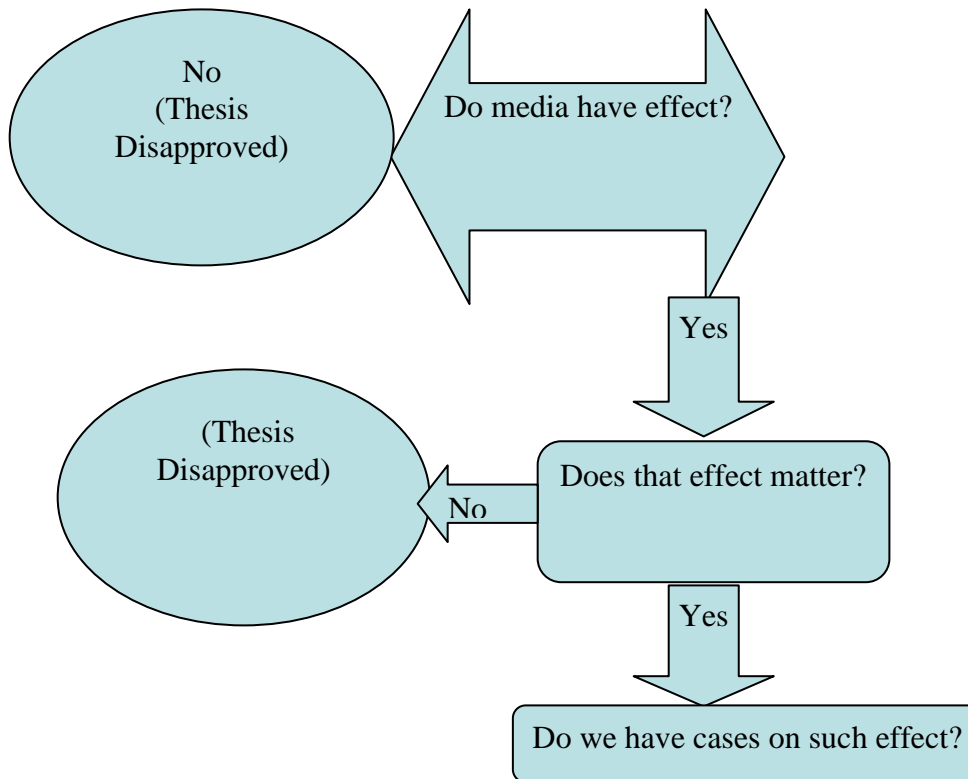 No
(Thesis
Disapproved)
Do media have effect?
Yes
(Thesis
Disapproved)
No
Does that effect matter?
Yes
Do we have cases on such effect?